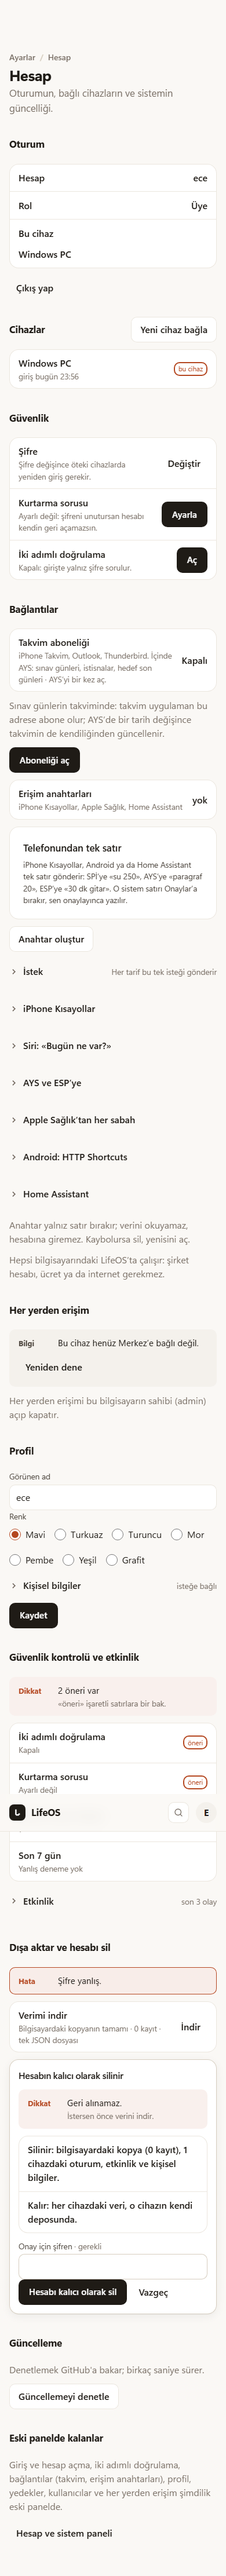 Ayarlar / Hesap
Hesap
Oturumun, bağlı cihazların ve sistemin
güncelliği.
Oturum
Hesap ece
Rol Üye
Bu cihaz
Windows PC
Çıkış yap
Cihazlar Yeni cihaz bağla
Windows PC bu cihaz
giriş bugün 23:56
Güvenlik
Şifre
Şifre değişince öteki cihazlarda
yeniden giriş gerekir.
Değiştir
Kurtarma sorusu
Ayarlı değil: şifreni unutursan hesabı
kendin geri açamazsın.
Ayarla
İki adımlı doğrulama
Kapalı: girişte yalnız şifre sorulur.
Aç
Bağlantılar
Takvim aboneliği
iPhone Takvim, Outlook, Thunderbird. İçinde
AYS: sınav günleri, istisnalar, hedef son
günleri · AYS'yi bir kez aç.
Kapalı
Sınav günlerin takviminde: takvim uygulaman bu
adrese abone olur; AYS'de bir tarih değişince
takvimin de kendiliğinden güncellenir.
Aboneliği aç
Erişim anahtarları
iPhone Kısayollar, Apple Sağlık, Home Assistant
yok
Telefonundan tek satır
iPhone Kısayollar, Android ya da Home Assistant
tek satır gönderir: SPİ'ye «su 250», AYS'ye «paragraf
20», ESP'ye «30 dk gitar». O sistem satırı Onaylar'a
bırakır, sen onaylayınca yazılır.
Anahtar oluştur
İstek Her tarif bu tek isteği gönderir
iPhone Kısayollar
Siri: «Bugün ne var?»
AYS ve ESP'ye
Apple Sağlık'tan her sabah
Android: HTTP Shortcuts
Home Assistant
Anahtar yalnız satır bırakır; verini okuyamaz,
hesabına giremez. Kaybolursa sil, yenisini aç.
Hepsi bilgisayarındaki LifeOS'ta çalışır: şirket
hesabı, ücret ya da internet gerekmez.
Her yerden erişim
Bilgi Bu cihaz henüz Merkez'e bağlı değil.
Yeniden dene
Her yerden erişimi bu bilgisayarın sahibi (admin)
açıp kapatır.
Profil
Görünen ad
ece
Renk
Mavi Turkuaz Turuncu Mor
Pembe Yeşil Grafit
Kişisel bilgiler isteğe bağlı
Kaydet
Güvenlik kontrolü ve etkinlik
Dikkat 2 öneri var
«öneri» işaretli satırlara bir bak.
İki adımlı doğrulama öneri
Kapalı
Kurtarma sorusu öneri
Ayarlı değil
LifeOS E
Son 7 gün
Yanlış deneme yok
Etkinlik son 3 olay
Dışa aktar ve hesabı sil
Hata Şifre yanlış.
Verimi indir
Bilgisayardaki kopyanın tamamı · 0 kayıt ·
tek JSON dosyası
İndir
Hesabın kalıcı olarak silinir
Dikkat Geri alınamaz.
İstersen önce verini indir.
Silinir: bilgisayardaki kopya (0 kayıt), 1
cihazdaki oturum, etkinlik ve kişisel
bilgiler.
Kalır: her cihazdaki veri, o cihazın kendi
deposunda.
Onay için şifren · gerekli
Hesabı kalıcı olarak sil Vazgeç
Güncelleme
Denetlemek GitHub'a bakar; birkaç saniye sürer.
Güncellemeyi denetle
Eski panelde kalanlar
Giriş ve hesap açma, iki adımlı doğrulama,
bağlantılar (takvim, erişim anahtarları), profil,
yedekler, kullanıcılar ve her yerden erişim şimdilik
eski panelde.
Hesap ve sistem paneli